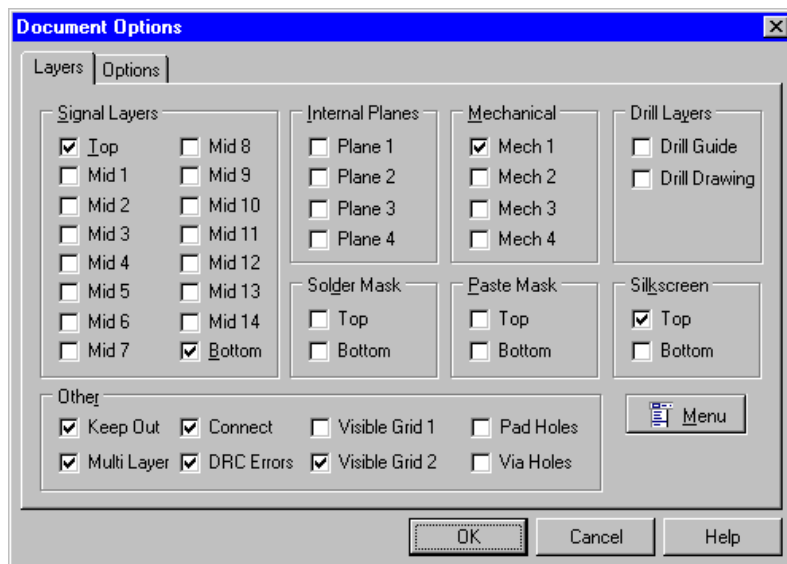 Document Options
Layers Options
Signal Layers
Top
Mid 1
Mid 2
Mid 3
Mid 4
Mid 5
Mid 6
Mid 7
Mid 8
Mid 9
Mid 10
Mid 11
Mid 12
Mid 13
Mid 14
Bottom
Internal Planes
Plane 1
Plane 2
Plane 3
Plane 4
Mechanical
Mech 1
Mech 2
Mech 3
Mech 4
Drill Layers
Drill Guide
Drill Drawing
Solder Mask
Top
Bottom
Paste Mask
Top
Bottom
Silkscreen
Top
Bottom
Other
Keep Out Connect Visible Grid 1 Pad Holes
Multi Layer DRC Errors Visible Grid 2 Via Holes
Menu
OK Cancel Help